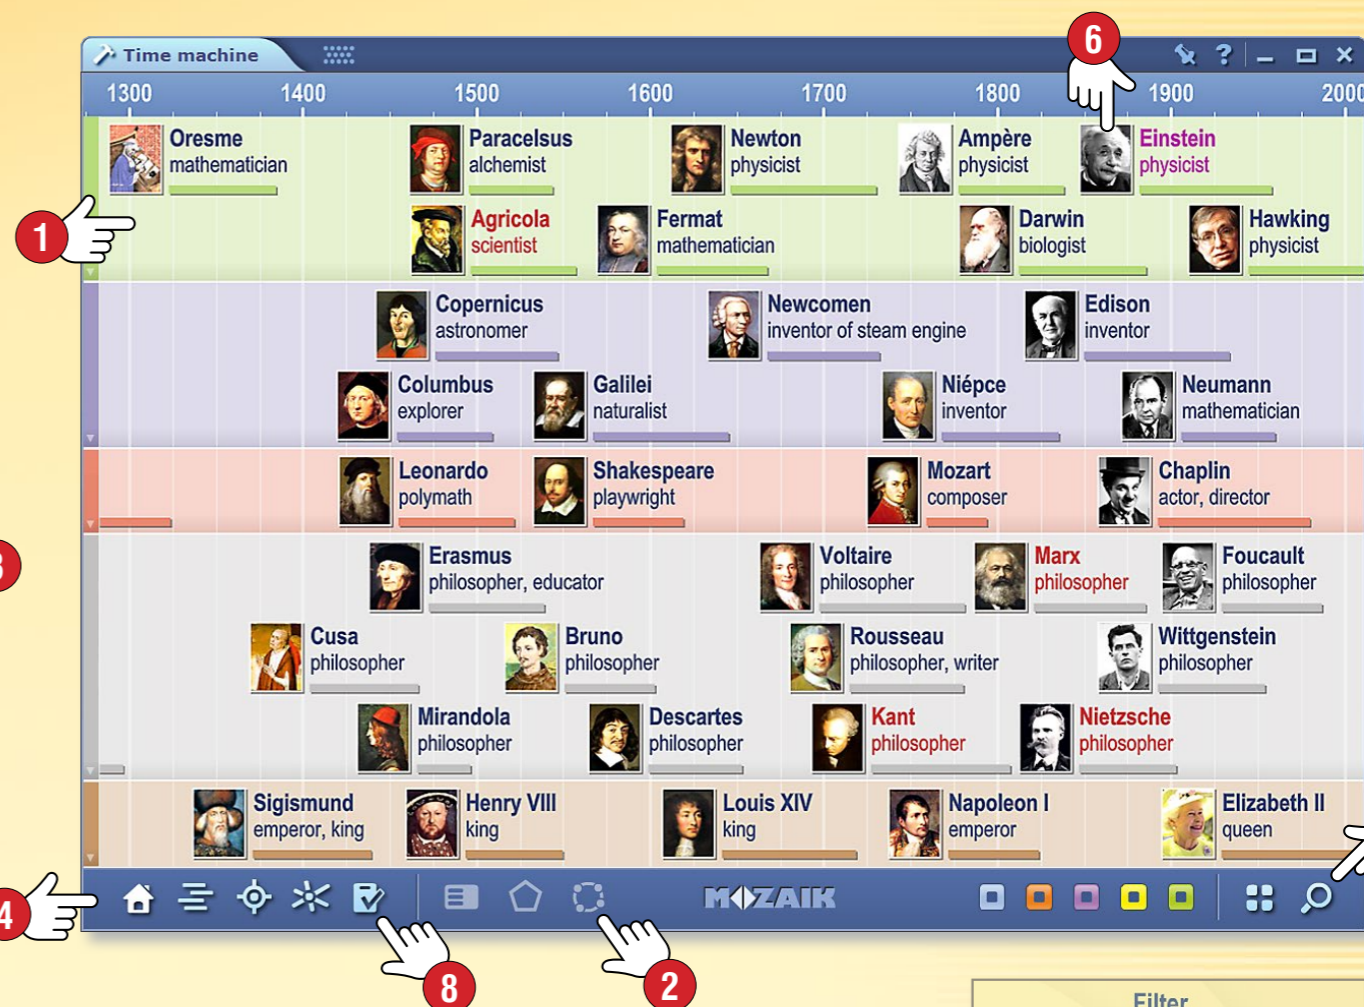 6
Time machine
?
1300 1400 1500 1600 1700 1800 1900 2000
Oresme
mathematician
Paracelsus
alchemist
Newton
physicist
Ampère
physicist
Einstein
physicist
1
Agricola
scientist
Fermat
mathematician
Darwin
biologist
Hawking
physicist
Copernicus
astronomer
Newcomen
inventor of steam engine
Edison
inventor
Columbus
explorer
Galilei
naturalist
Niépce
inventor
Neumann
mathematician
Leonardo
polymath
Shakespeare
playwright
Mozart
composer
Chaplin
actor, director
3
Erasmus
philosopher, educator
Voltaire
philosopher
Marx
philosopher
Foucault
philosopher
Cusa
philosopher
Bruno
philosopher
Rousseau
philosopher, writer
Wittgenstein
philosopher
Mirandola
philosopher
Descartes
philosopher
Kant
philosopher
Nietzsche
philosopher
Sigismund
emperor, king
Henry VIII
king
Louis XIV
king
Napoleon I
emperor
Elizabeth II
queen
4
MOZAIK
8
2
Filter